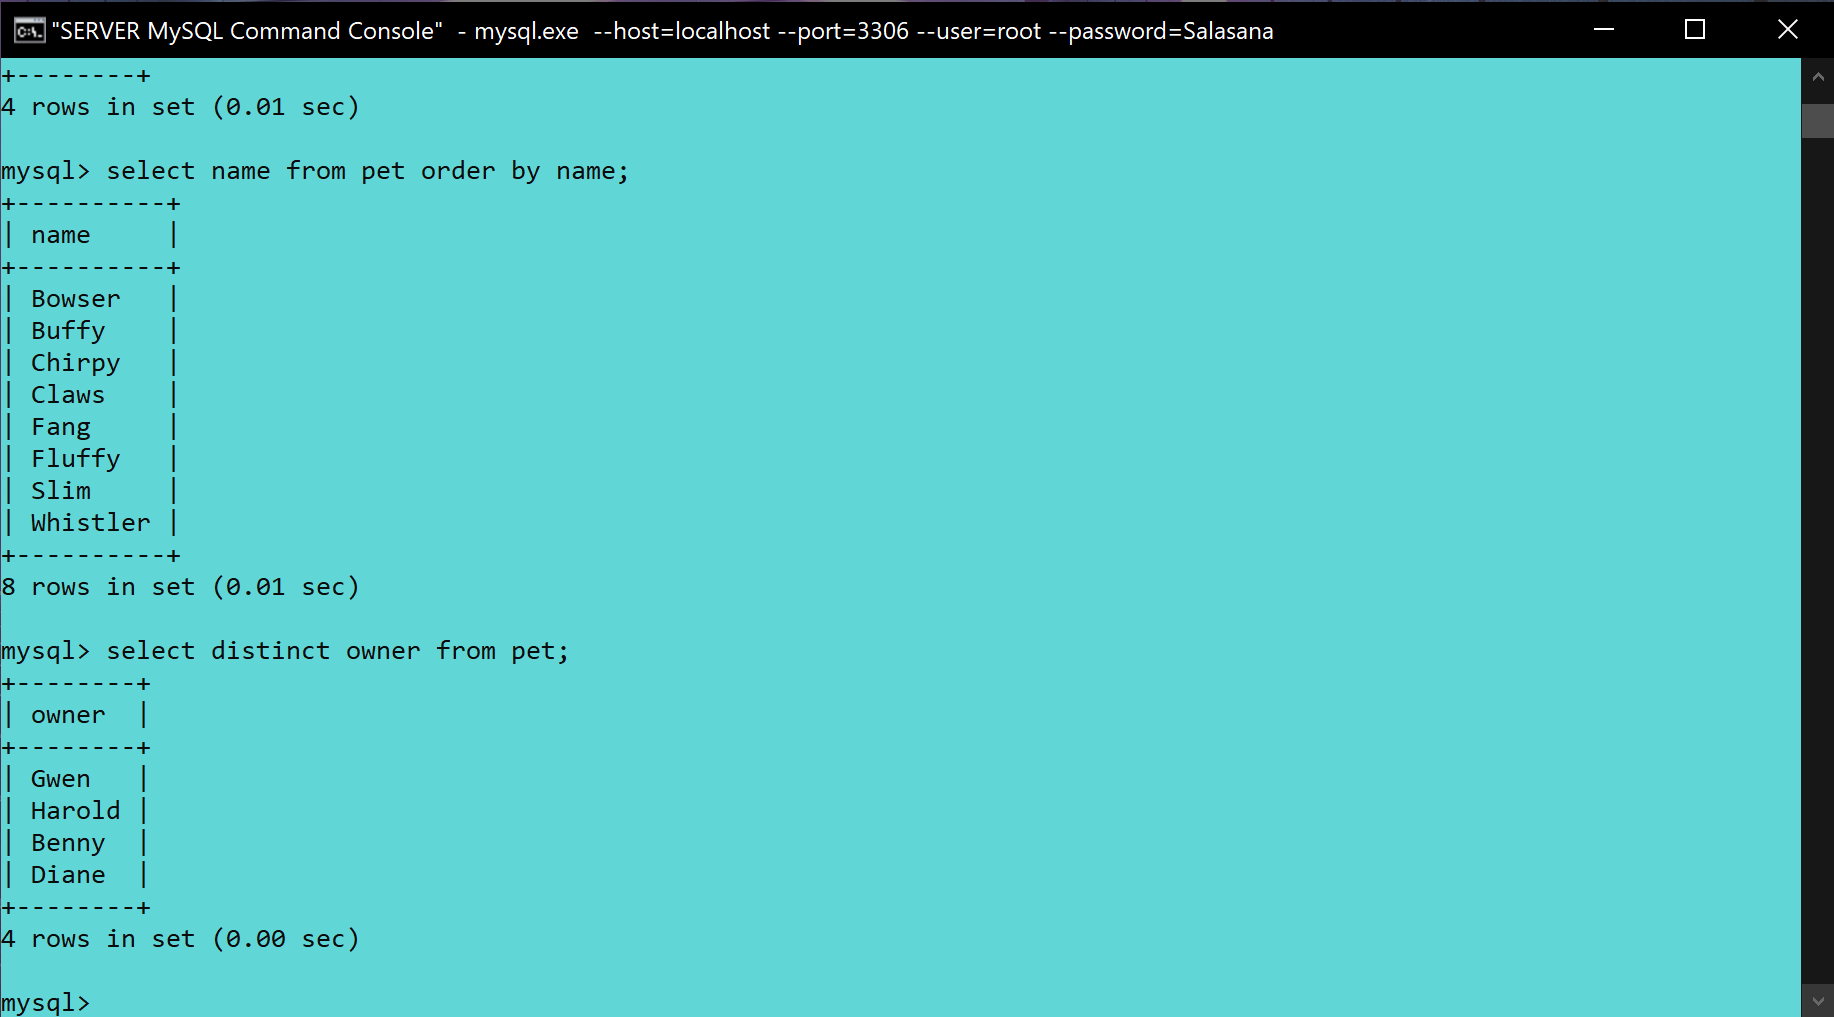 "SERVER MySQL Command Console"  - mysql.exe  --host=localhost --port=3306 --user=root --password=Salasana
+--------+
4 rows in set (0.01 sec)
mysql> select name from pet order by name;
+----------+
| name     |
+----------+
| Bowser   |
| Buffy    |
| Chirpy   |
| Claws    |
| Fang     |
| Fluffy   |
| Slim     |
| Whistler |
+----------+
8 rows in set (0.01 sec)
mysql> select distinct owner from pet;
+--------+
| owner  |
+--------+
| Gwen   |
| Harold |
| Benny  |
| Diane  |
+--------+
4 rows in set (0.00 sec)
mysql>